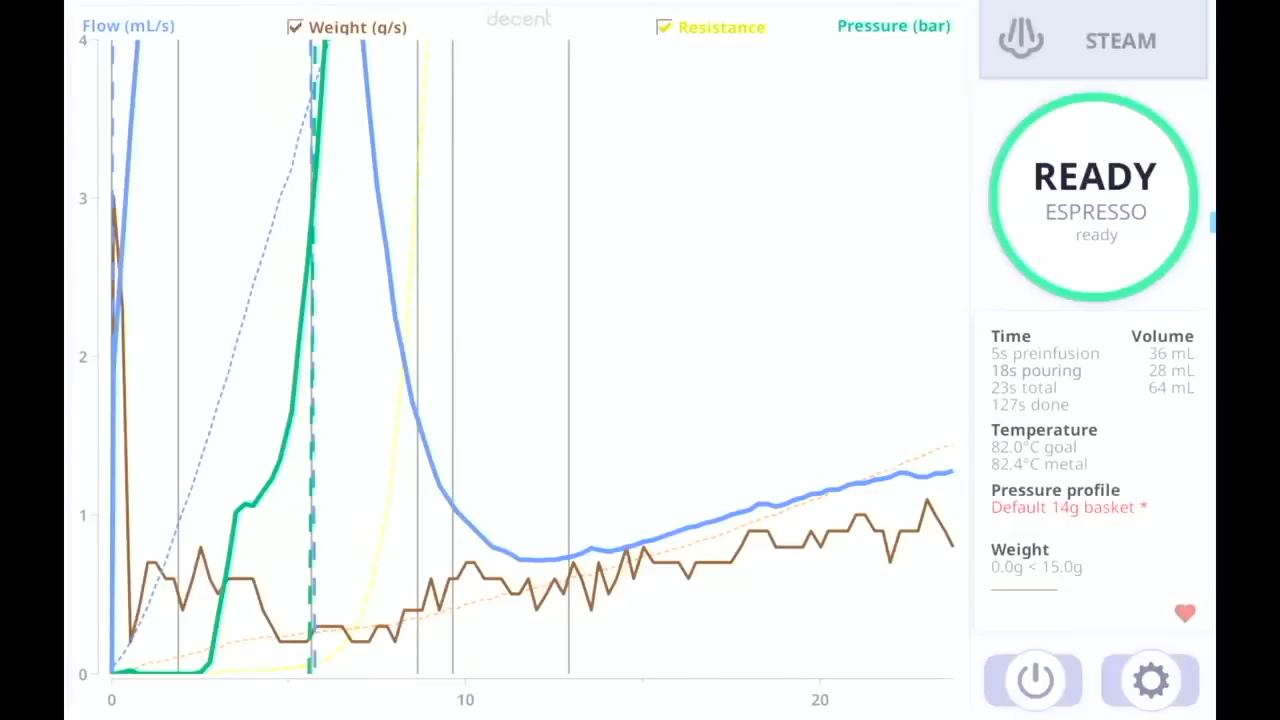 decent
Flow (mL/s)
Weight (g/s)
Resistance
Pressure (bar)
4
3
2
1
0
0
10
20
STEAM
READY
ESPRESSO
ready
Time Volume
5s preinfusion 36 mL
18s pouring 28 mL
23s total 64 mL
127s done
Temperature
82.0°C goal
82.4°C metal
Pressure profile
Default 14g basket *
Weight
0.0g < 15.0g